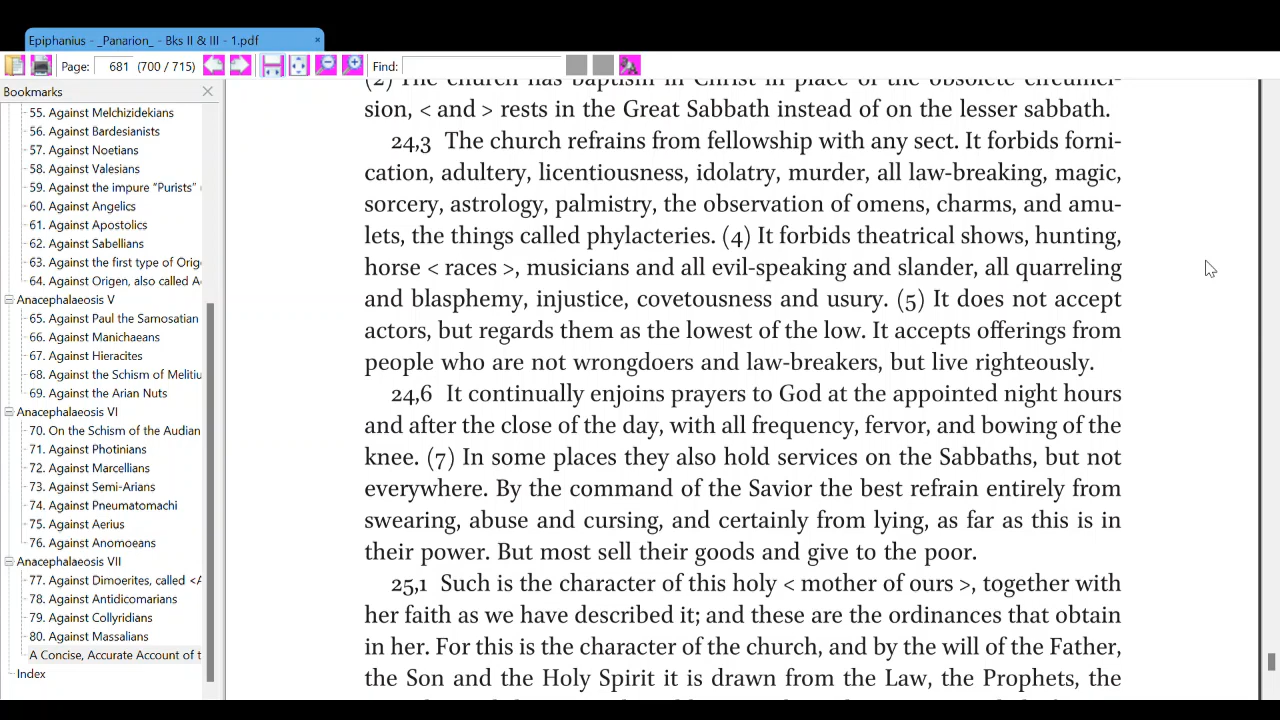 Epiphanius - _Panarion_ - Bks II & III - 1.pdf
×
Page: 681 (700 / 715)
Find:
Bookmarks
55. Against Melchizidekians
56. Against Bardesianists
57. Against Noetians
58. Against Valesians
59. Against the impure "Purists"
60. Against Angelics
61. Against Apostolics
62. Against Sabellians
63. Against the first type of Orig
64. Against Origen, also called A
Anacephalaeosis V
65. Against Paul the Samosatian
66. Against Manichaeans
67. Against Hieracites
68. Against the Schism of Melitiu
69. Against the Arian Nuts
Anacephalaeosis VI
70. On the Schism of the Audian
71. Against Photinians
72. Against Marcellians
73. Against Semi-Arians
74. Against Pneumatomachi
75. Against Aerius
76. Against Anomoeans
Anacephalaeosis VII
77. Against Dimoerites, called <A
78. Against Antidicomarians
79. Against Collyridians
80. Against Massalians
A Concise, Accurate Account of t
Index
(2) The church has baptism in Christ in place of the obsolete circumci-
sion, < and > rests in the Great Sabbath instead of on the lesser sabbath.
24,3 The church refrains from fellowship with any sect. It forbids forni-
cation, adultery, licentiousness, idolatry, murder, all law-breaking, magic,
sorcery, astrology, palmistry, the observation of omens, charms, and amu-
lets, the things called phylacteries. (4) It forbids theatrical shows, hunting,
horse < races >, musicians and all evil-speaking and slander, all quarreling
and blasphemy, injustice, covetousness and usury. (5) It does not accept
actors, but regards them as the lowest of the low. It accepts offerings from
people who are not wrongdoers and law-breakers, but live righteously.
24,6 It continually enjoins prayers to God at the appointed night hours
and after the close of the day, with all frequency, fervor, and bowing of the
knee. (7) In some places they also hold services on the Sabbaths, but not
everywhere. By the command of the Savior the best refrain entirely from
swearing, abuse and cursing, and certainly from lying, as far as this is in
their power. But most sell their goods and give to the poor.
25,1 Such is the character of this holy < mother of ours >, together with
her faith as we have described it; and these are the ordinances that obtain
in her. For this is the character of the church, and by the will of the Father,
the Son and the Holy Spirit it is drawn from the Law, the Prophets, the